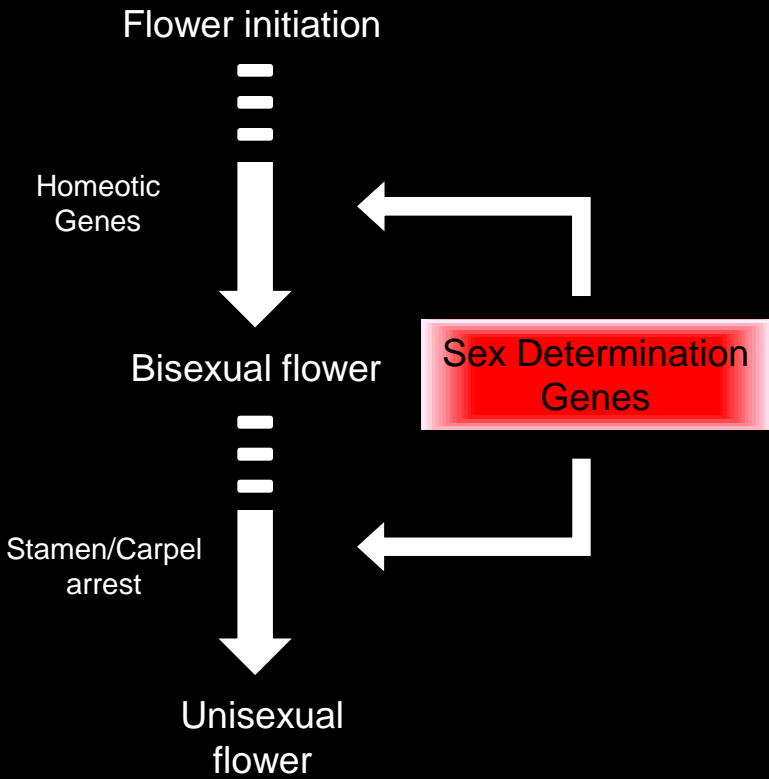 Flower initiation
Homeotic
Genes
Bisexual flower
Sex Determination
Genes
Stamen/Carpel
arrest
Unisexual
flower